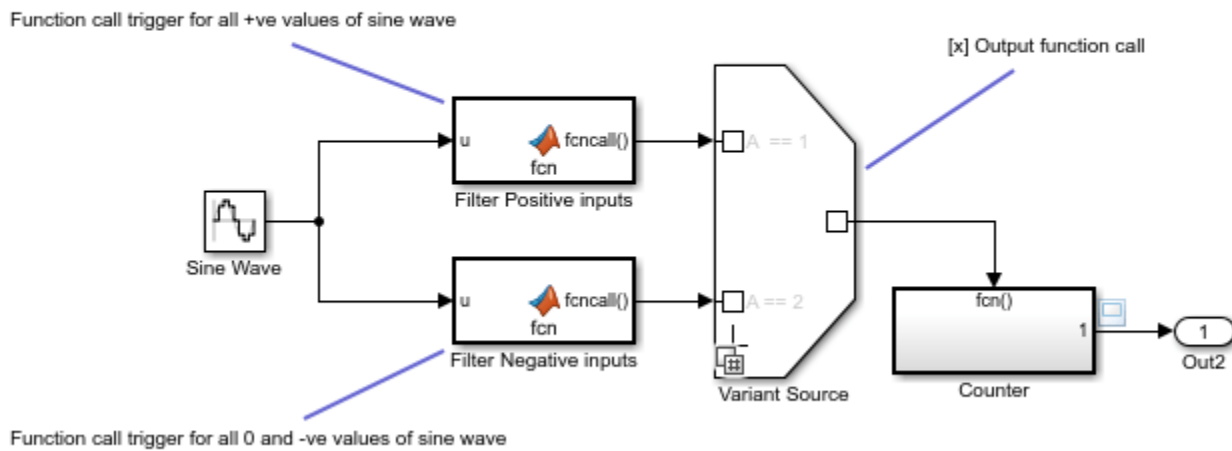 Function call trigger for all +ve values of sine wave
[x] Output function call
u
fcncall()
fcn
A == 1
Filter Positive inputs
Sine Wave
u
fcncall()
fcn
A == 2
Filter Negative inputs
Variant Source
fcn()
1
Counter
1
Out2
Function call trigger for all 0 and -ve values of sine wave